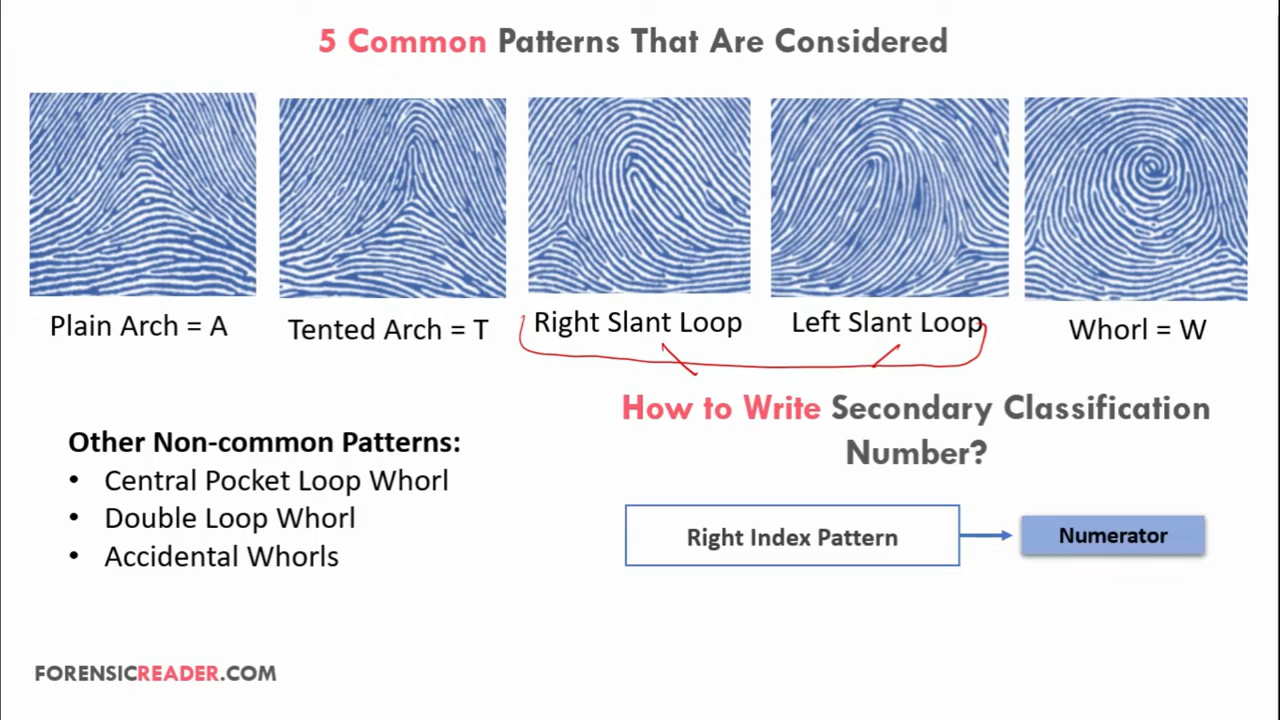 5 Common Patterns That Are Considered
Plain Arch = A
Tented Arch = T
Right Slant Loop
Left Slant Loop
Whorl = W
How to Write Secondary Classification
Number?
Other Non-common Patterns:
• Central Pocket Loop Whorl
• Double Loop Whorl
• Accidental Whorls
Right Index Pattern
Numerator
FORENSICREADER.COM